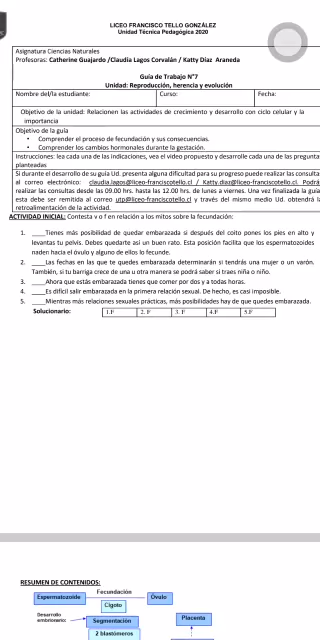 LICEO FRANCISCO TELLO GONZÁLEZ
Unidad Técnica Pedagógica 2020
Asignatura Ciencias Naturales
Profesoras: Catherine Guajardo /Claudia Lagos Corvalán / Katty Díaz Araneda
Guía de Trabajo N°7
Unidad: Reproducción, herencia y evolución
Nombre del/la estudiante: Curso: Fecha:
Objetivo de la unidad: Relacionen las actividades de crecimiento y desarrollo con ciclo celular y la
importancia
Objetivo de la guía
• Comprender el proceso de fecundación y sus consecuencias.
• Comprender los cambios hormonales durante la gestación.
Instrucciones: lea cada una de las indicaciones, vea el video propuesto y desarrolle cada una de las pregunta
planteadas
Si durante el desarrollo de su guía Ud. presenta alguna dificultad para su progreso puede realizar las consulta
al correo electrónico: claudia.lagos@liceo-franciscotello.cl / Katty.diaz@liceo-franciscotello.cl. Podrá
realizar las consultas desde las 09.00 hrs. hasta las 12.00 hrs. de lunes a viernes. Una vez finalizada la guía
esta debe ser remitida al correo utp@liceo-franciscotello.cl y través del mismo medio Ud. obtendrá la
retroalimentación de la actividad.
ACTIVIDAD INICIAL: Contesta v o f en relación a los mitos sobre la fecundación:
1. ____Tienes más posibilidad de quedar embarazada si después del coito pones los pies en alto y
levantas tu pelvis. Debes quedarte así un buen rato. Esta posición facilita que los espermatozoides
naden hacia el óvulo y alguno de ellos lo fecunde.
2. ____Las fechas en las que te quedes embarazada determinarán si tendrás una mujer o un varón.
También, si tu barriga crece de una u otra manera se podrá saber si traes niña o niño.
3. ____Ahora que estás embarazada tienes que comer por dos y a todas horas.
4. ____Es difícil salir embarazada en la primera relación sexual. De hecho, es casi imposible.
5. ____Mientras más relaciones sexuales prácticas, más posibilidades hay de que quedes embarazada.
Solucionario: 1.F 2. F 3. F 4.F 5.F
RESUMEN DE CONTENIDOS:
Fecundación
Espermatozoide Óvulo
Cigoto
Desarrollo
embrionario:
Segmentación Placenta
2 blastómeros